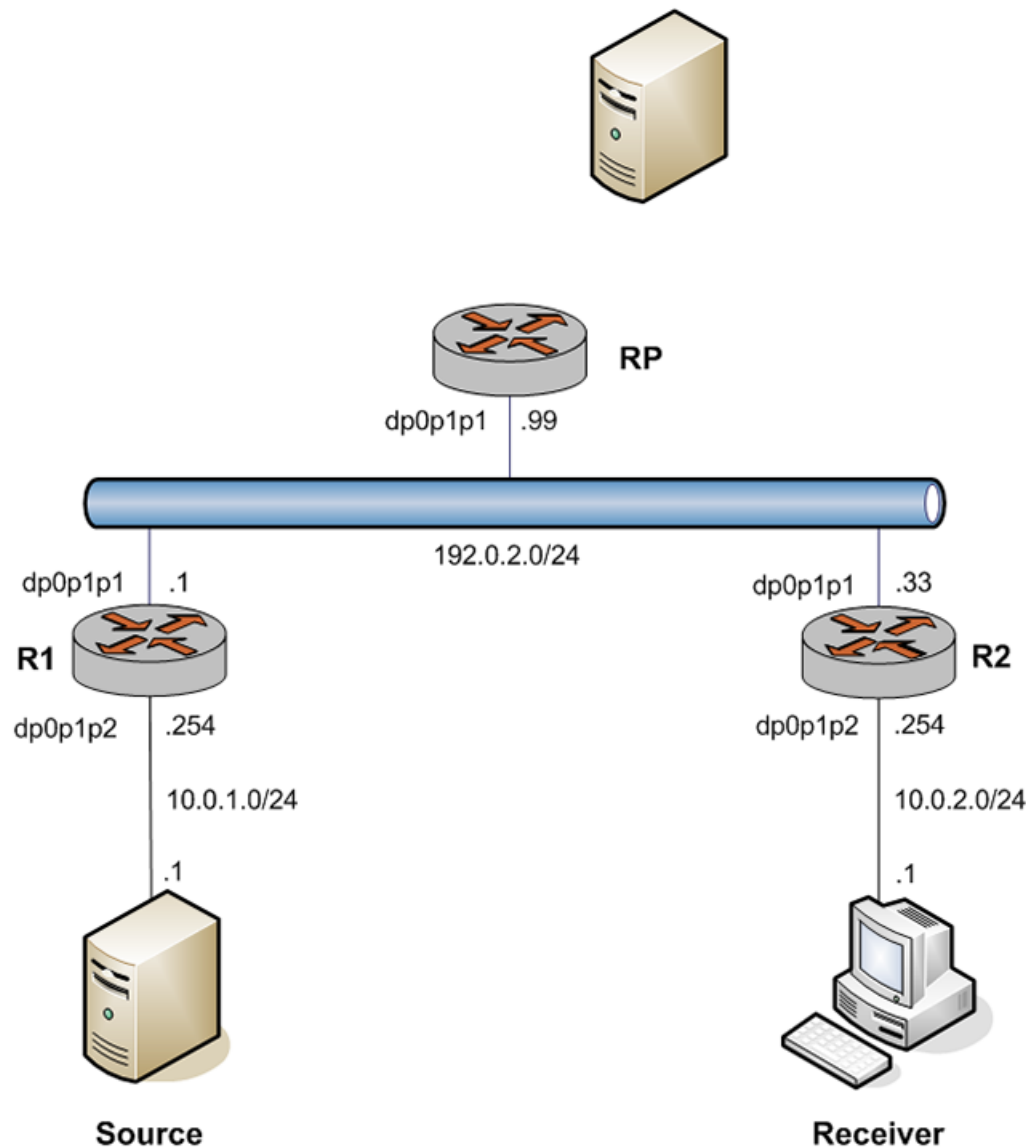 RP
dp0p1p1 .99
192.0.2.0/24
dp0p1p1 .1
dp0p1p1 .33
R1
R2
dp0p1p2 .254
dp0p1p2 .254
10.0.1.0/24
10.0.2.0/24
.1
.1
Source
Receiver